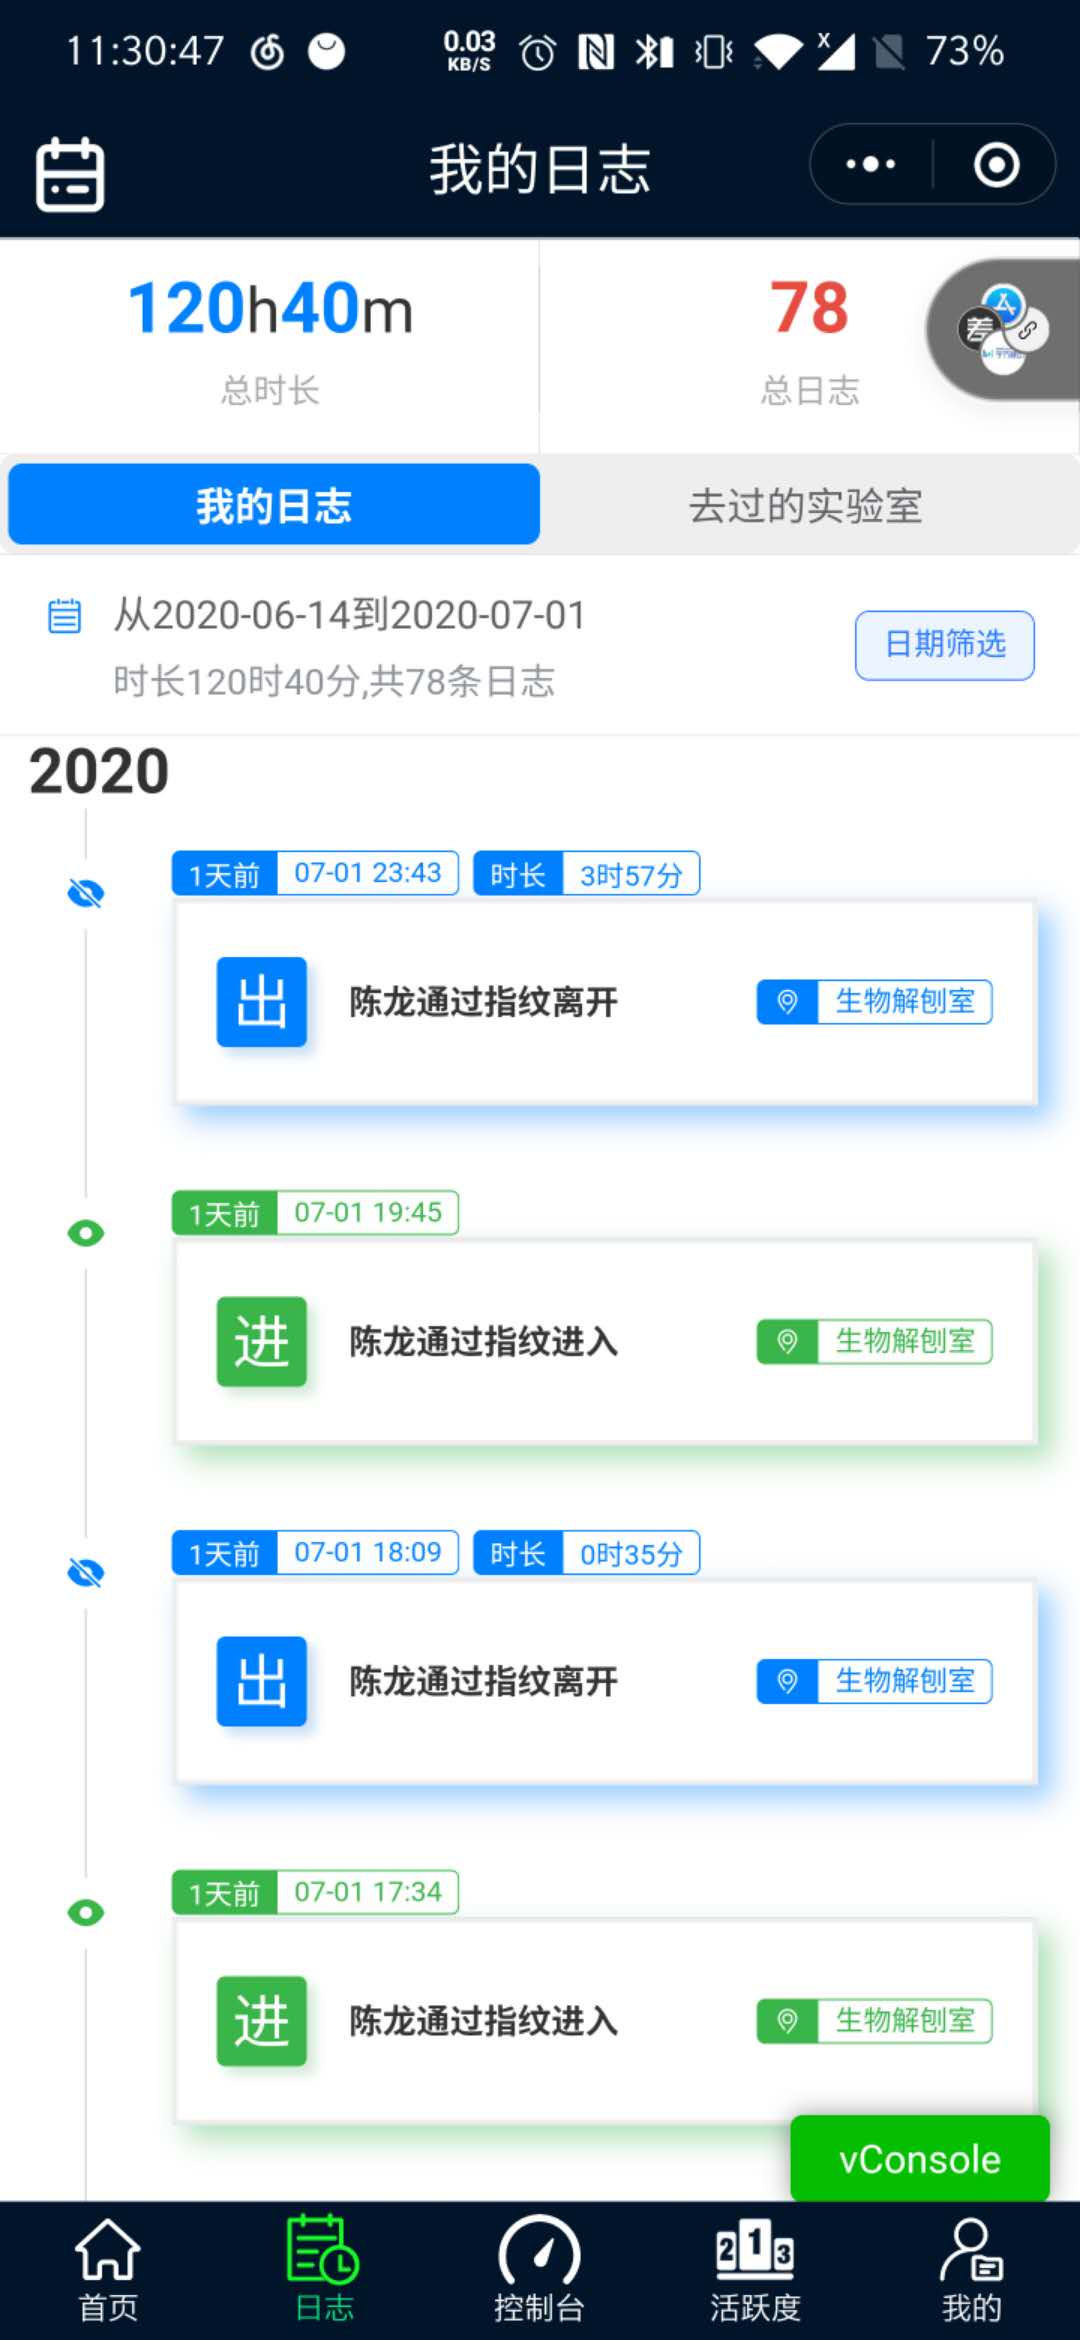 11:30:47 0.03 KB/S 73%
我的日志
120h40m 78
总时长 总日志
差
我的日志 去过的实验室
从2020-06-14到2020-07-01
时长120时40分,共78条日志
日期筛选
2020
1天前 07-01 23:43 时长 3时57分
出 陈龙通过指纹离开 生物解刨室
1天前 07-01 19:45
进 陈龙通过指纹进入 生物解刨室
1天前 07-01 18:09 时长 0时35分
出 陈龙通过指纹离开 生物解刨室
1天前 07-01 17:34
进 陈龙通过指纹进入 生物解刨室
vConsole
2 1 3
首页 日志 控制台 活跃度 我的